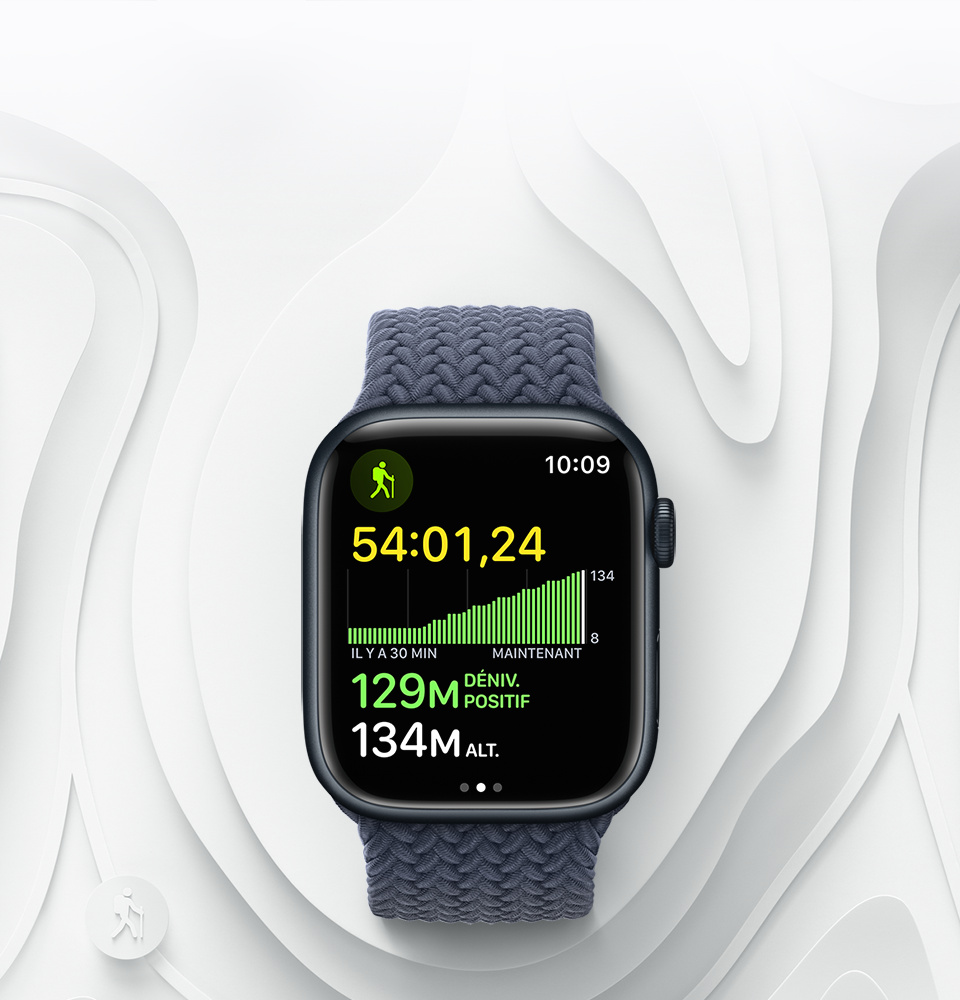 10:09
54:01,24
134
8
IL Y A 30 MIN MAINTENANT
129M DÉNIV. POSITIF
134M ALT.